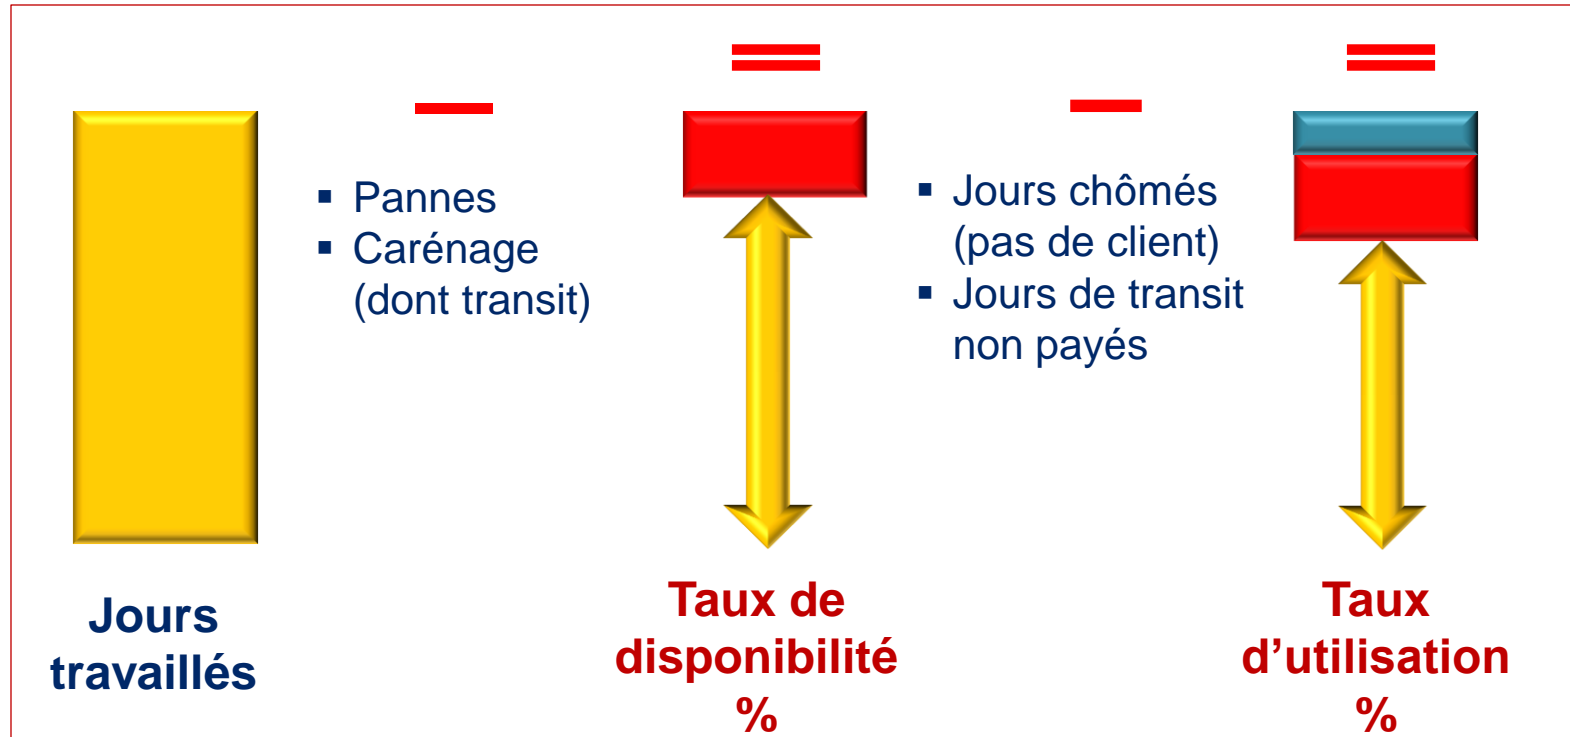 ▪ Pannes
▪ Carénage
(dont transit)
▪ Jours chômés
(pas de client)
▪ Jours de transit
non payés
Jours
travaillés
Taux de
disponibilité
%
Taux
d’utilisation
%